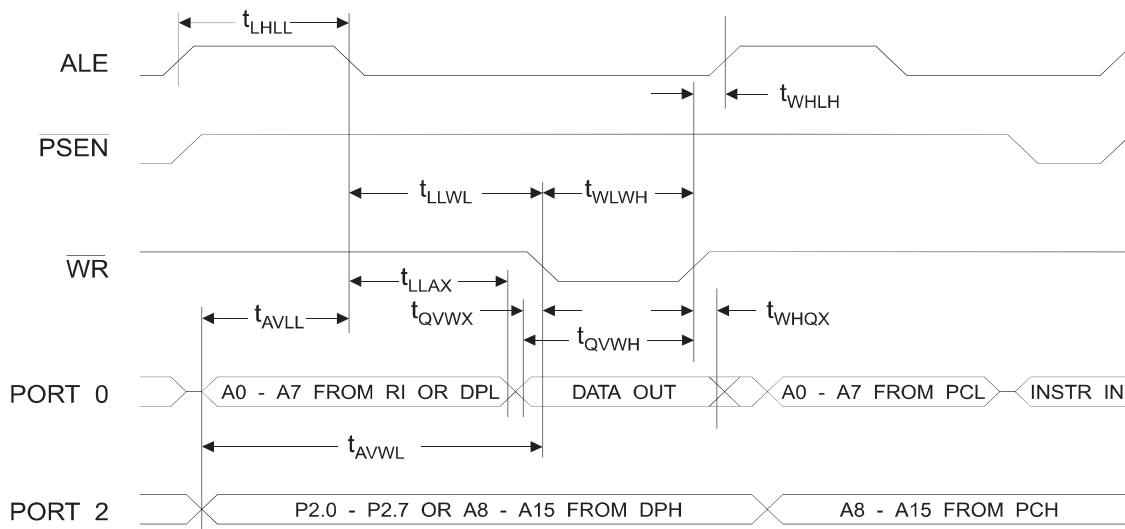 tLHLL
ALE
tWHLH
PSEN
tLLWL
tWLWH
WR
tLLAX
tAVLL
tQVWX
tWHQX
tQVWH
PORT 0
A0 - A7 FROM RI OR DPL
DATA OUT
A0 - A7 FROM PCL
INSTR IN
tAVWL
PORT 2
P2.0 - P2.7 OR A8 - A15 FROM DPH
A8 - A15 FROM PCH